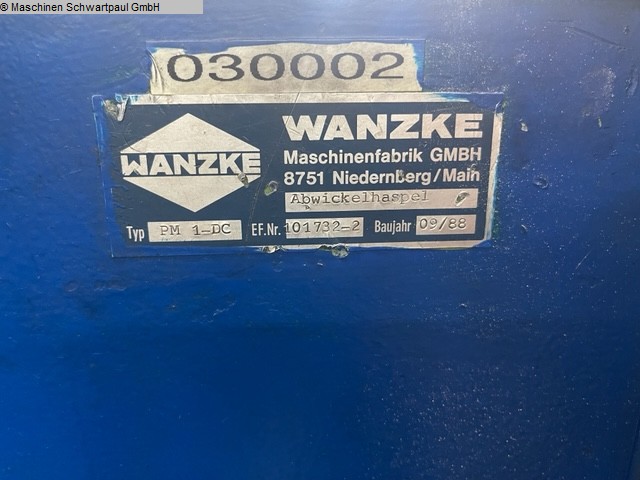 © Maschinen Schwartpaul GmbH
030002
WANZKE
WANZKE
Maschinenfabrik GMBH
8751 Niedernberg/Main
Abwickelhaspel
Typ PM 1-DC EF.Nr. 101732-2 Baujahr 09/88